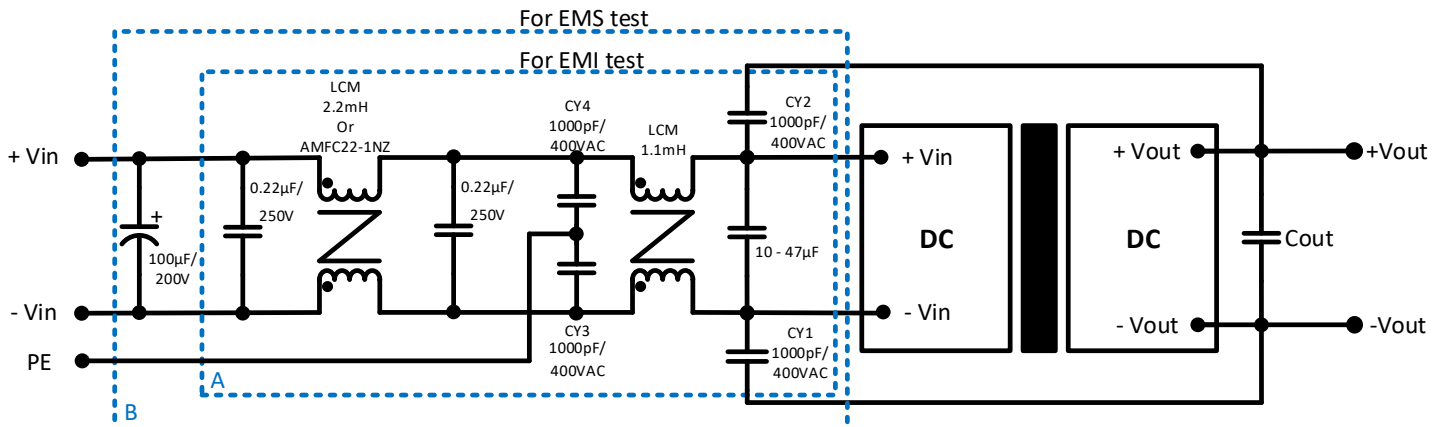 For EMS test
For EMI test
LCM
2.2mH
Or
AMFC22-1NZ
CY4
1000pF/
400VAC
LCM
1.1mH
CY2
1000pF/
400VAC
+ Vin
0.22µF/
250V
0.22µF/
250V
+ Vin
+ Vout
+Vout
+
100µF/
200V
10 - 47µF
DC
DC
Cout
- Vin
- Vin
- Vout
-Vout
CY3
1000pF/
400VAC
CY1
1000pF/
400VAC
PE
A
B